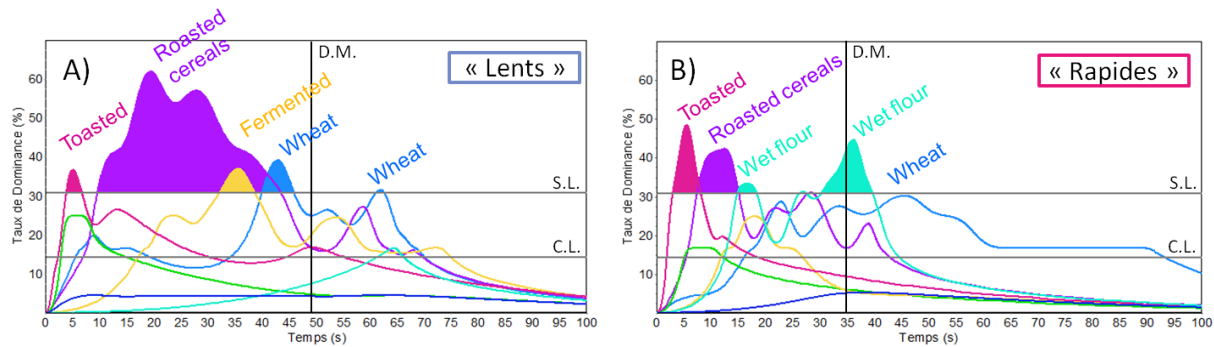 A)
Roasted
cereals
D.M.
« Lents »
Toasted
Fermented
Wheat
Wheat
S.L.
C.L.
Taux de Dominance (%)
60
50
40
30
20
10
0 5 10 15 20 25 30 35 40 45 50 55 60 65 70 75 80 85 90 95 100
Temps (s)
B)
D.M.
« Rapides »
Toasted
Roasted cereals
Wet flour
Wet flour
Wheat
S.L.
C.L.
Taux de Dominance (%)
60
50
40
30
20
10
0 5 10 15 20 25 30 35 40 45 50 55 60 65 70 75 80 85 90 95 100
Temps (s)